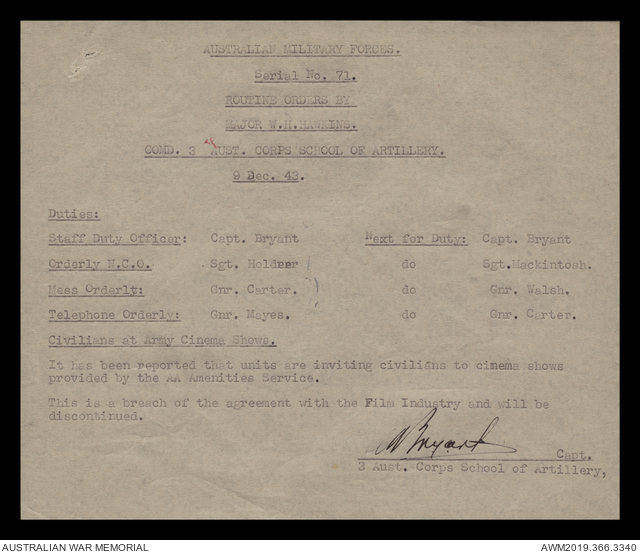 AUSTRALIAN MILITARY FORCES.
Serial No. 71.
ROUTINE ORDERS BY
MAJOR W.H.HAWKINS.
COMD. 3 AUST. CORPS SCHOOL OF ARTILLERY.
9 Dec. 43.
Duties:
Staff Duty Officer: Capt. Bryant Next for Duty: Capt. Bryant
Orderly N.C.O. Sgt. do Sgt.Mackintosh.
Mess Orderlt: Gnr. Carter. do Gnr. Walsh.
Telephone Orderly: Gnr. Mayes. do Gnr. Carter.
Civilians at Army Cinema Shows.
It has been reported that units are inviting civilians to cinema shows
provided by the AA Amenities Service.
This is a breach of the agreement with the Film Industry and will be
discontinued.
Bryant
Capt.
3 Aust. Corps School of Artillery,
AUSTRALIAN WAR MEMORIAL AWM2019.366.3340